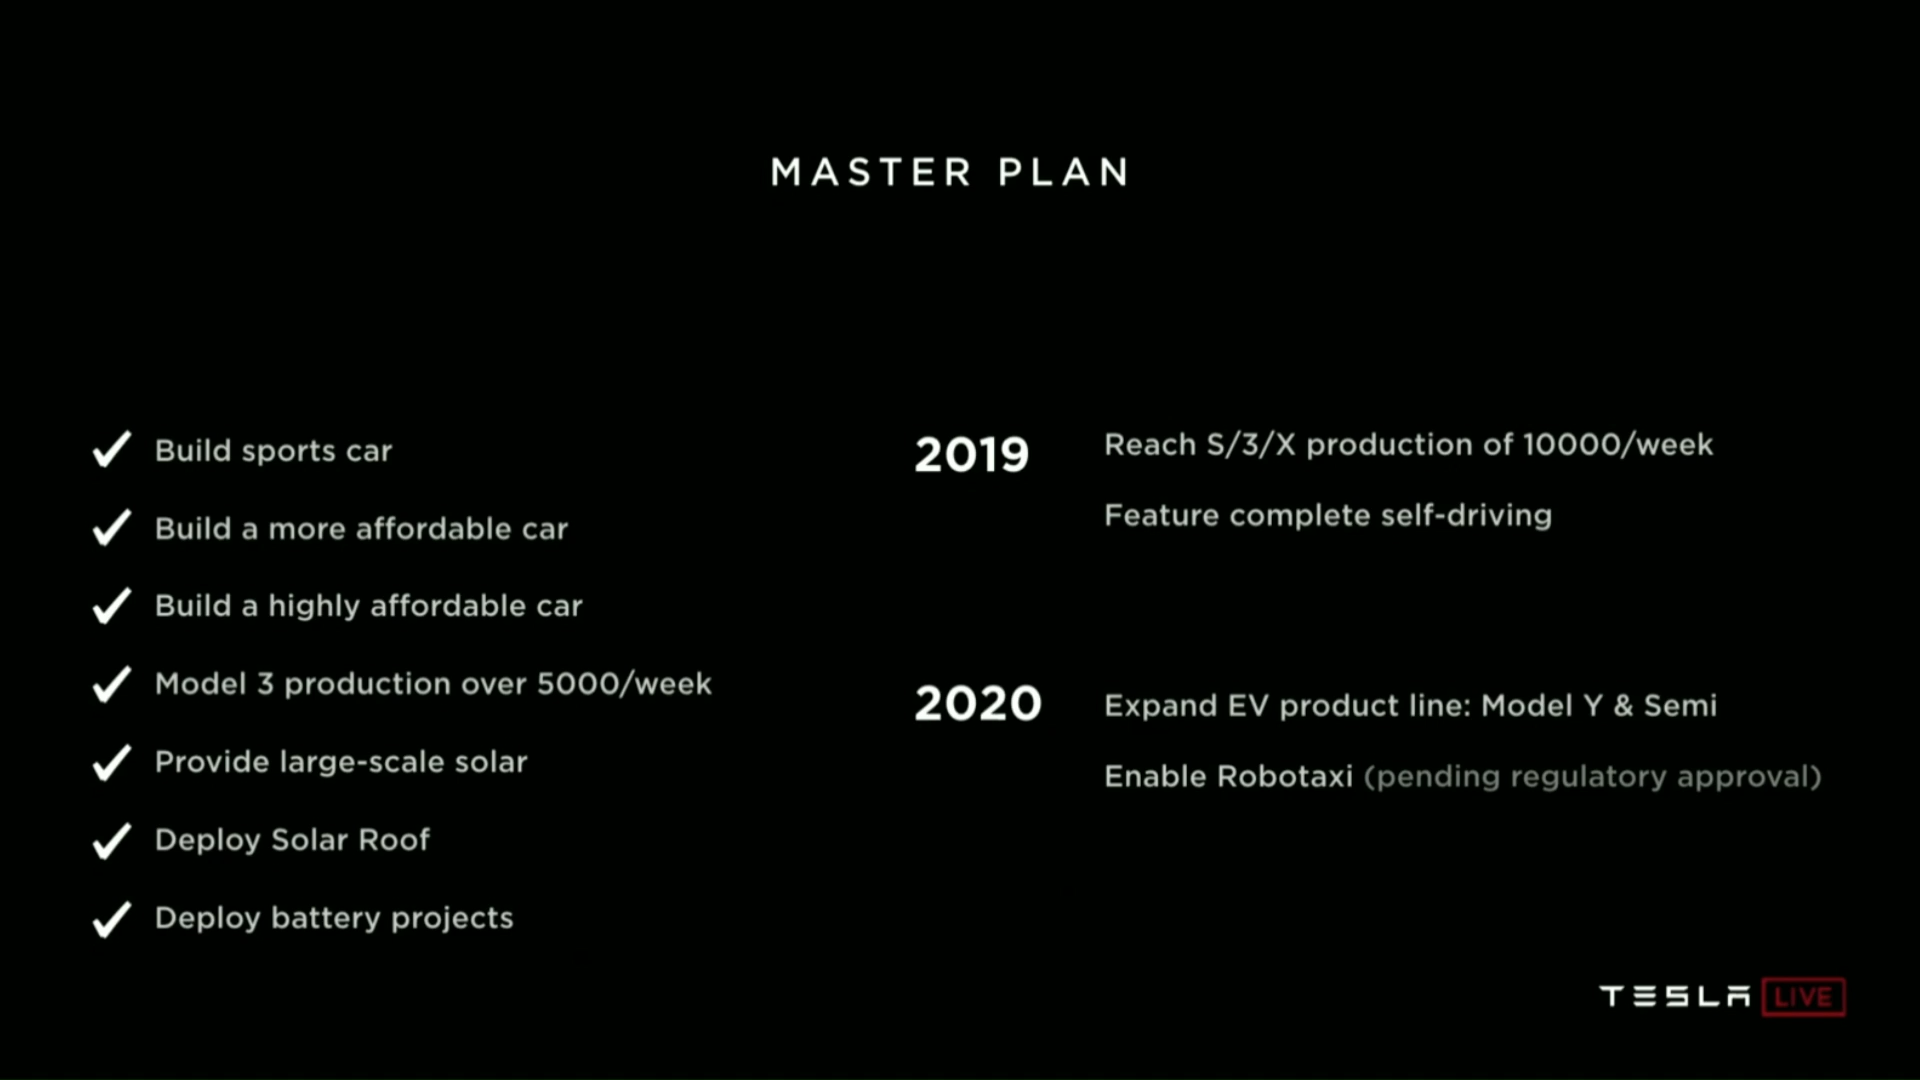 MASTER PLAN
Build sports car
Build a more affordable car
Build a highly affordable car
Model 3 production over 5000/week
Provide large-scale solar
Deploy Solar Roof
Deploy battery projects
2019
Reach S/3/X production of 10000/week
Feature complete self-driving
2020
Expand EV product line: Model Y & Semi
Enable Robotaxi (pending regulatory approval)
TESLA LIVE